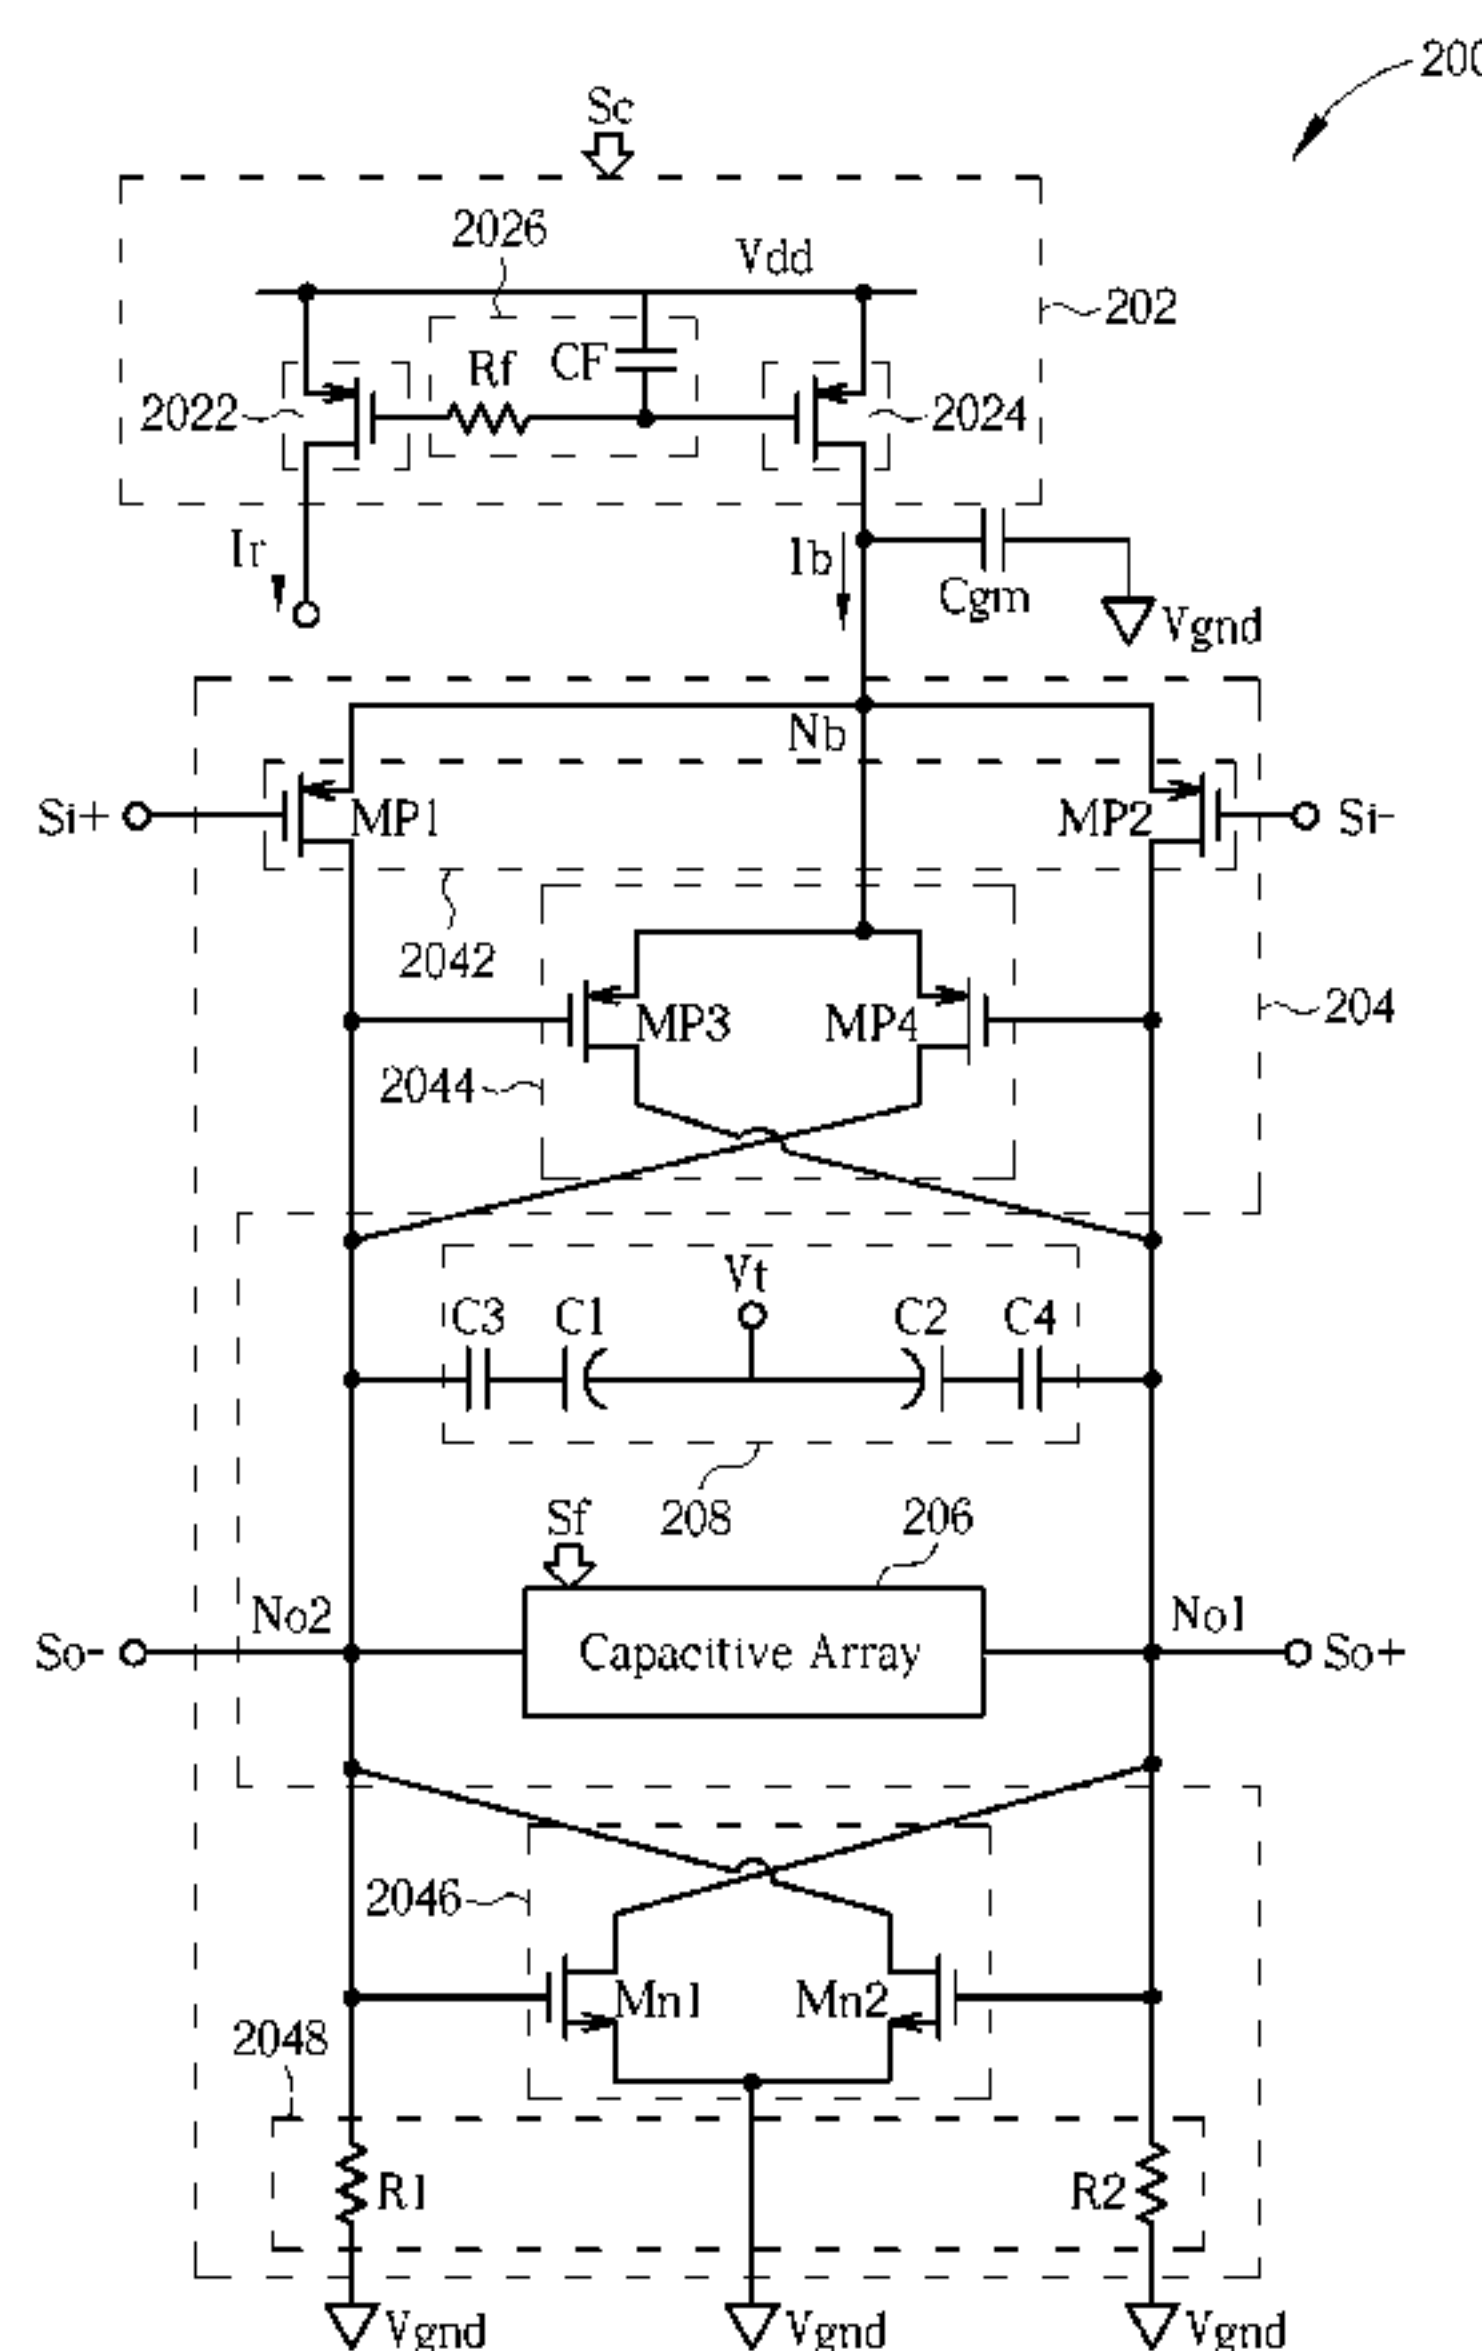 200
Sc
2026
Vdd
202
Rf
CF
2022
2024
Ir
Ib
Cgm
Vgnd
Nb
Si+
MP1
MP2
Si-
2042
MP3
MP4
204
2044
Vt
C3
C1
C2
C4
Sf
208
206
No2
No1
So-
Capacitive Array
So+
2046
Mn1
Mn2
2048
R1
R2
Vgnd
Vgnd
Vgnd